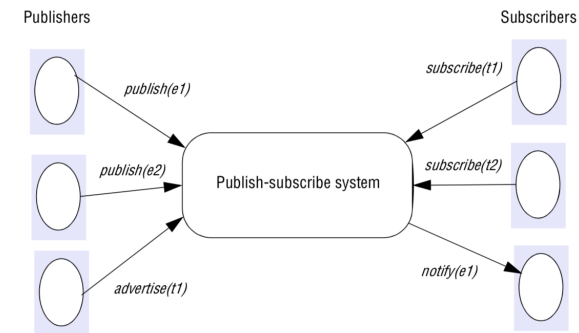 Publishers
Subscribers
publish(e1)
subscribe(t1)
publish(e2)
Publish-subscribe system
subscribe(t2)
advertise(t1)
notify(e1)